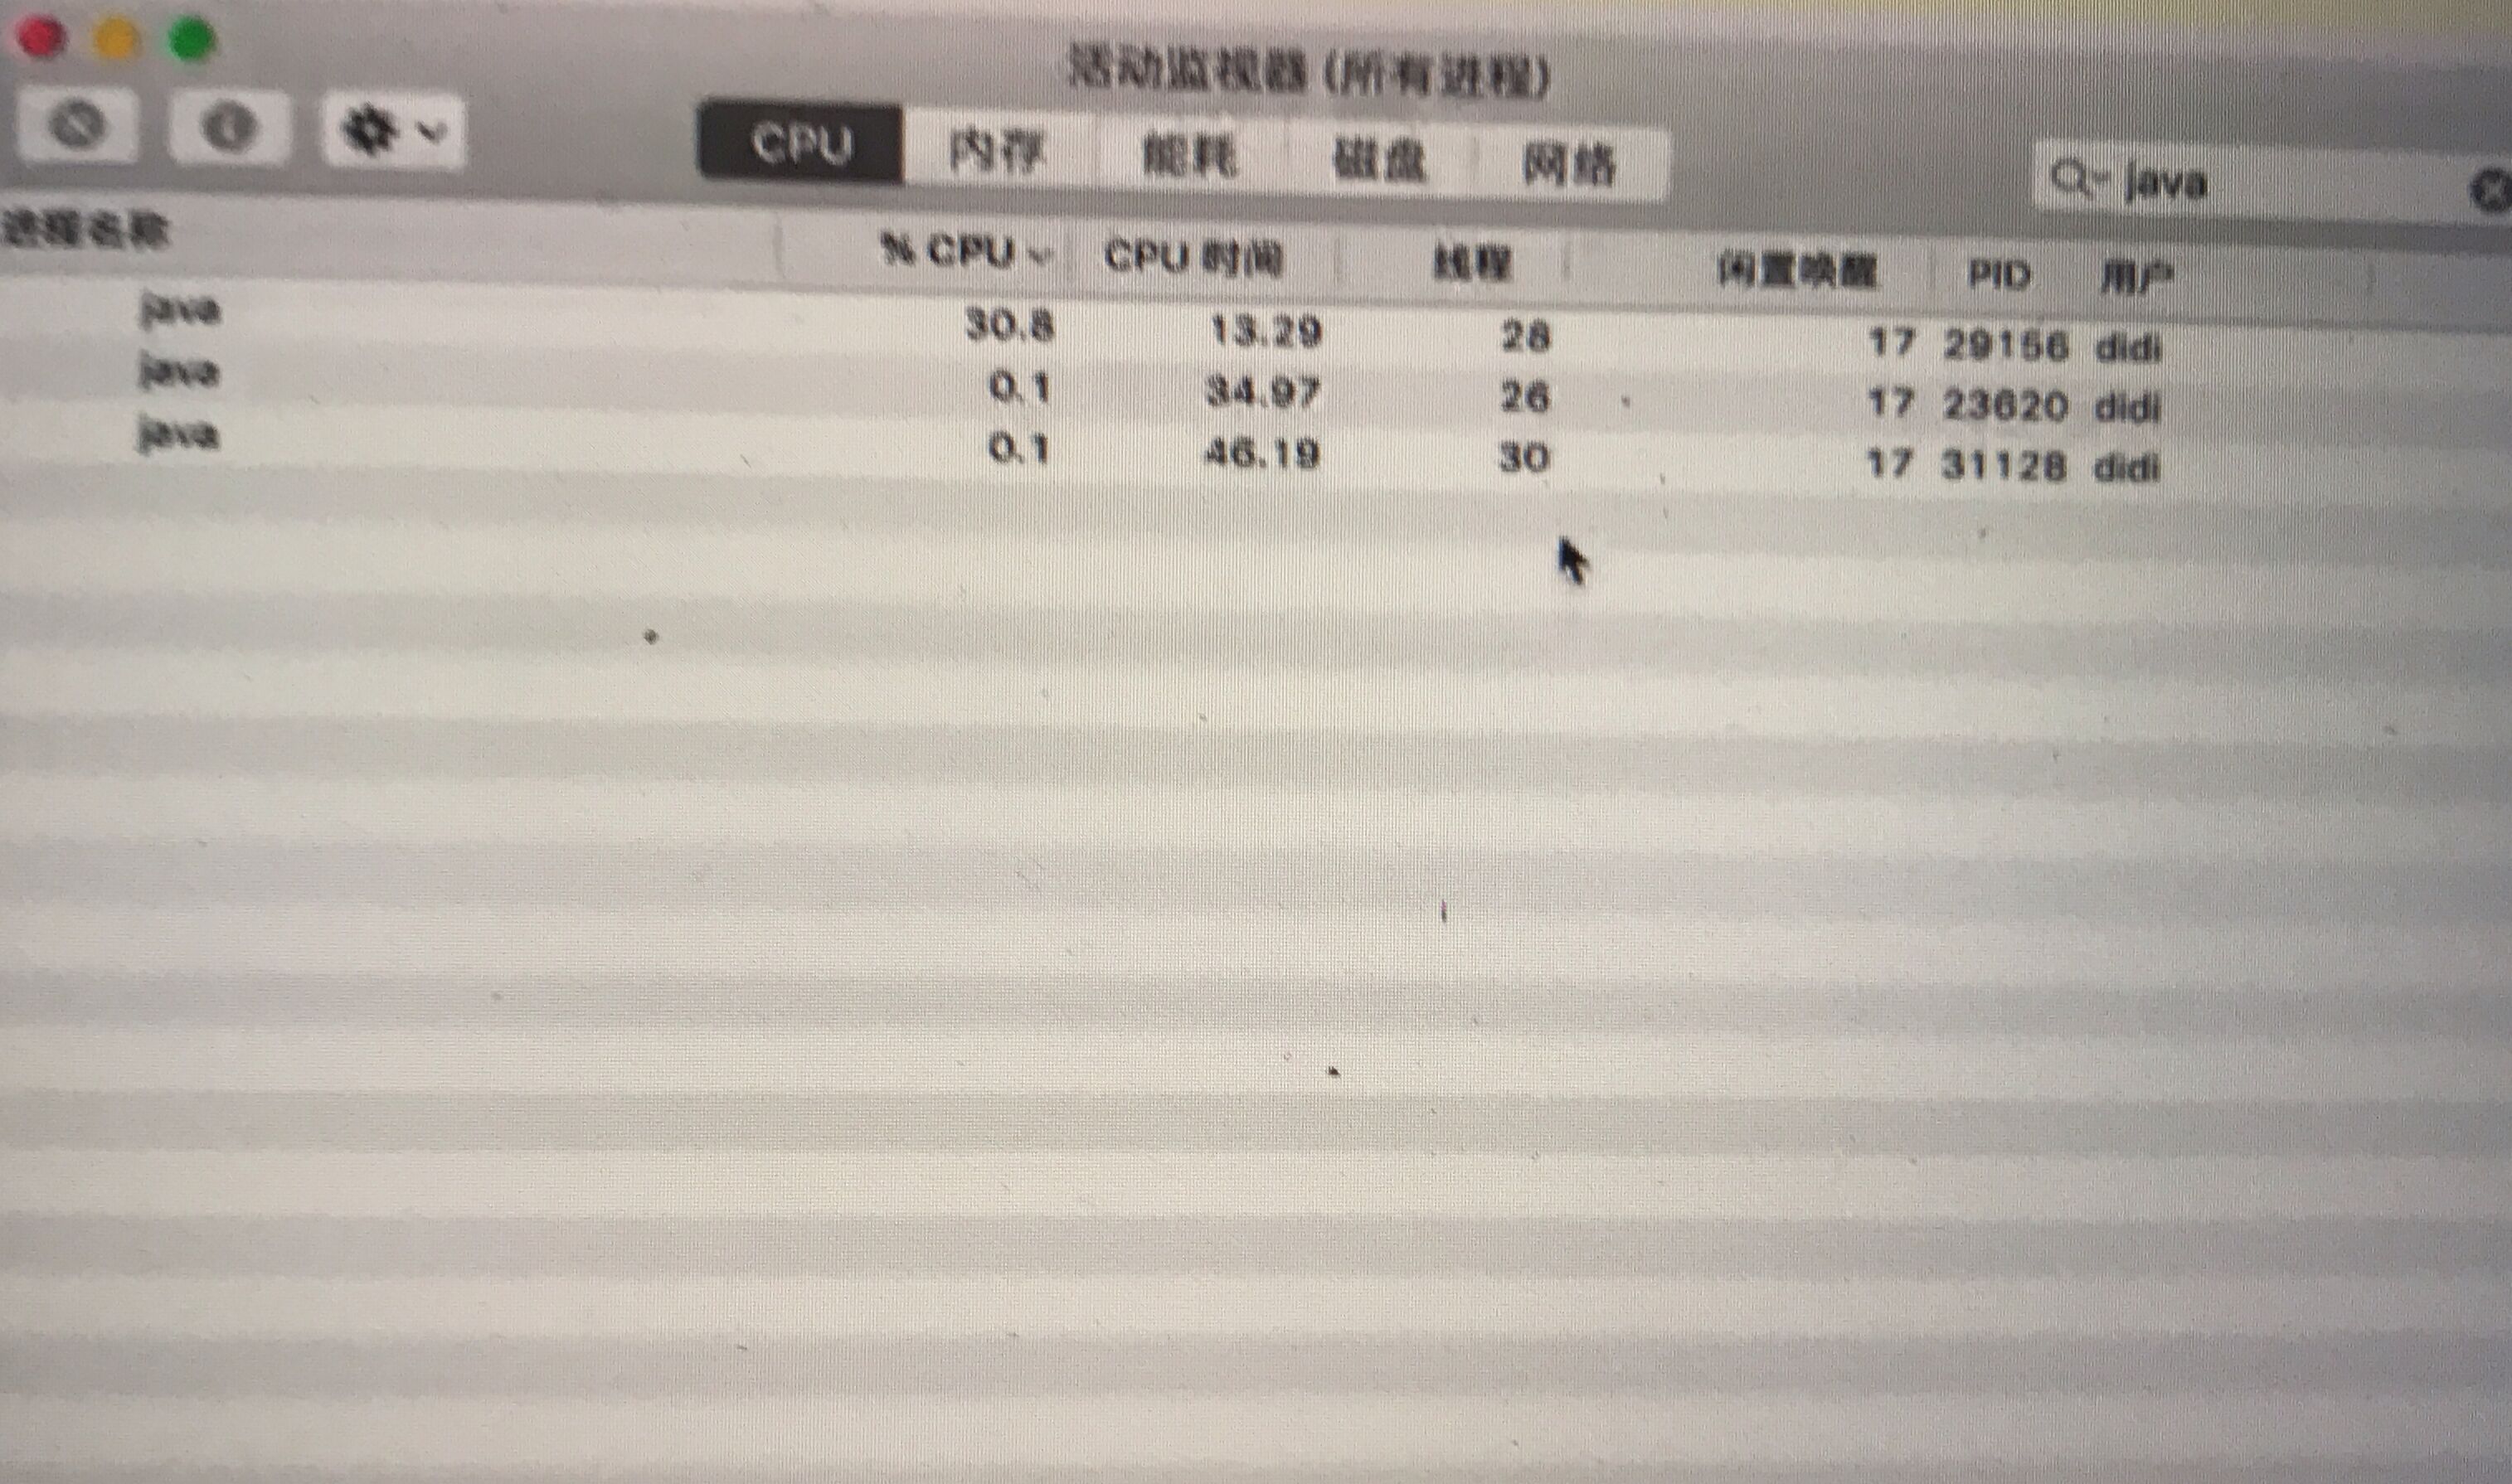 活动监视器 (所有进程)
CPU 内存 能耗 磁盘 网络 java
进程名称 % CPU CPU 时间 线程 闲置唤醒 PID 用户
java 30.8 13.29 28 17 29156 didi
java 0.1 34.97 26 17 23620 didi
java 0.1 46.19 30 17 31128 didi